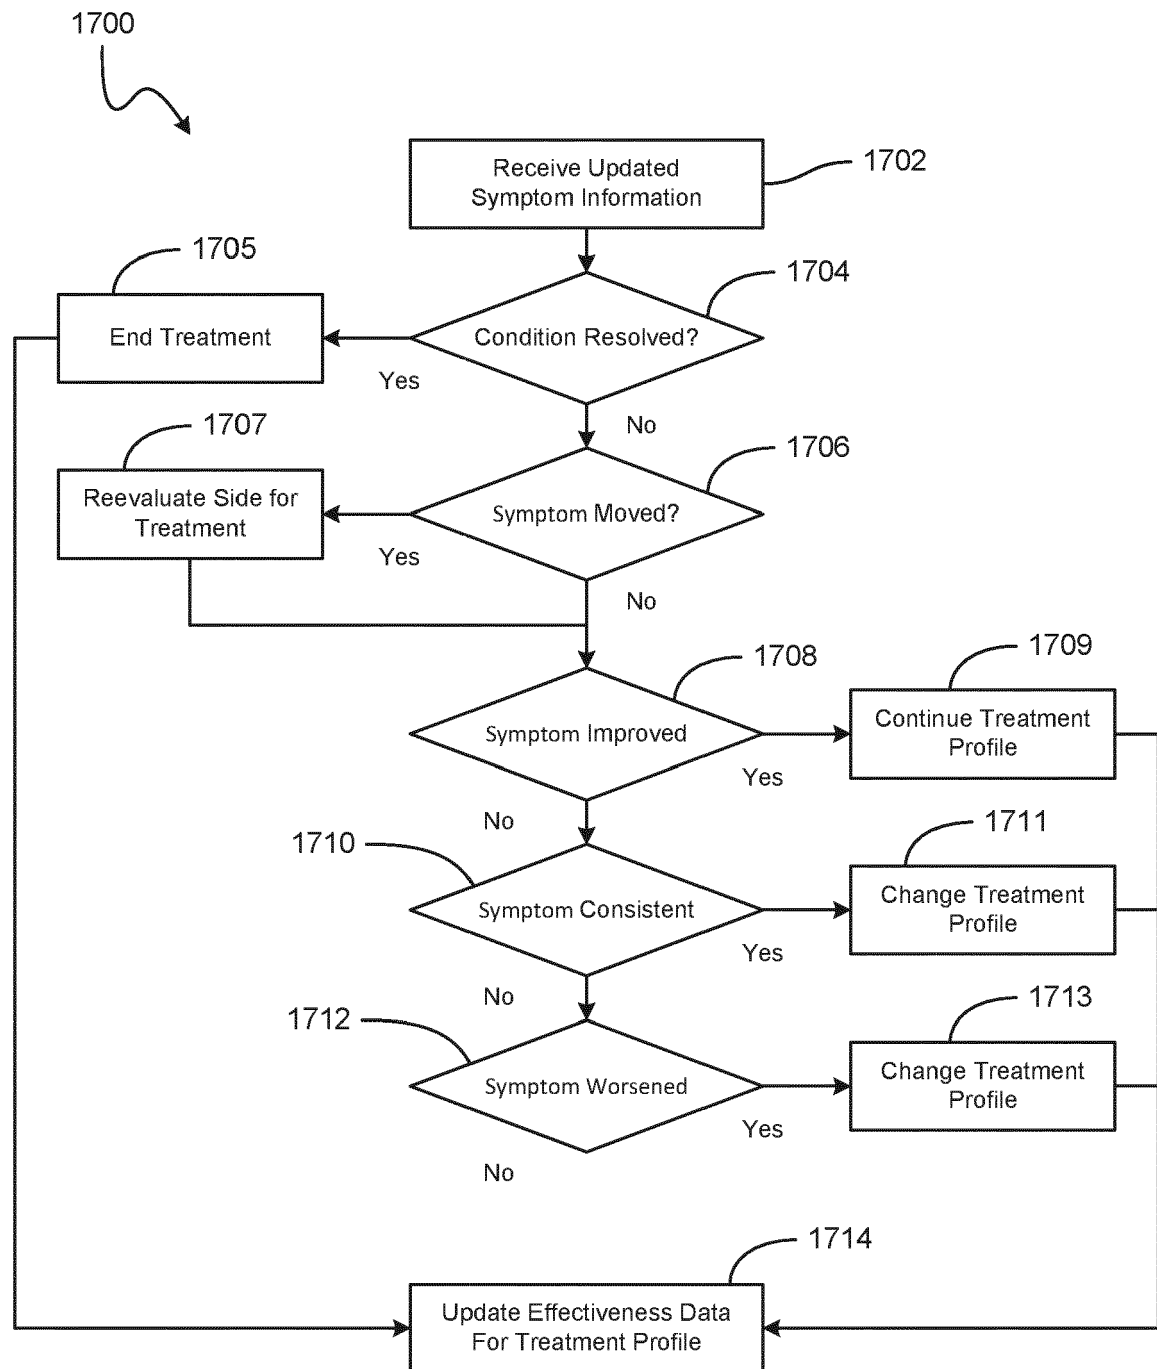 1700
Receive Updated
Symptom Information
1702
1705
1704
End Treatment
Condition Resolved?
Yes
No
1707
1706
Reevaluate Side for
Treatment
Symptom Moved?
Yes
No
1708
1709
Symptom Improved
Continue Treatment
Profile
Yes
No
1710
1711
Symptom Consistent
Change Treatment
Profile
Yes
No
1712
1713
Symptom Worsened
Change Treatment
Profile
Yes
No
1714
Update Effectiveness Data
For Treatment Profile